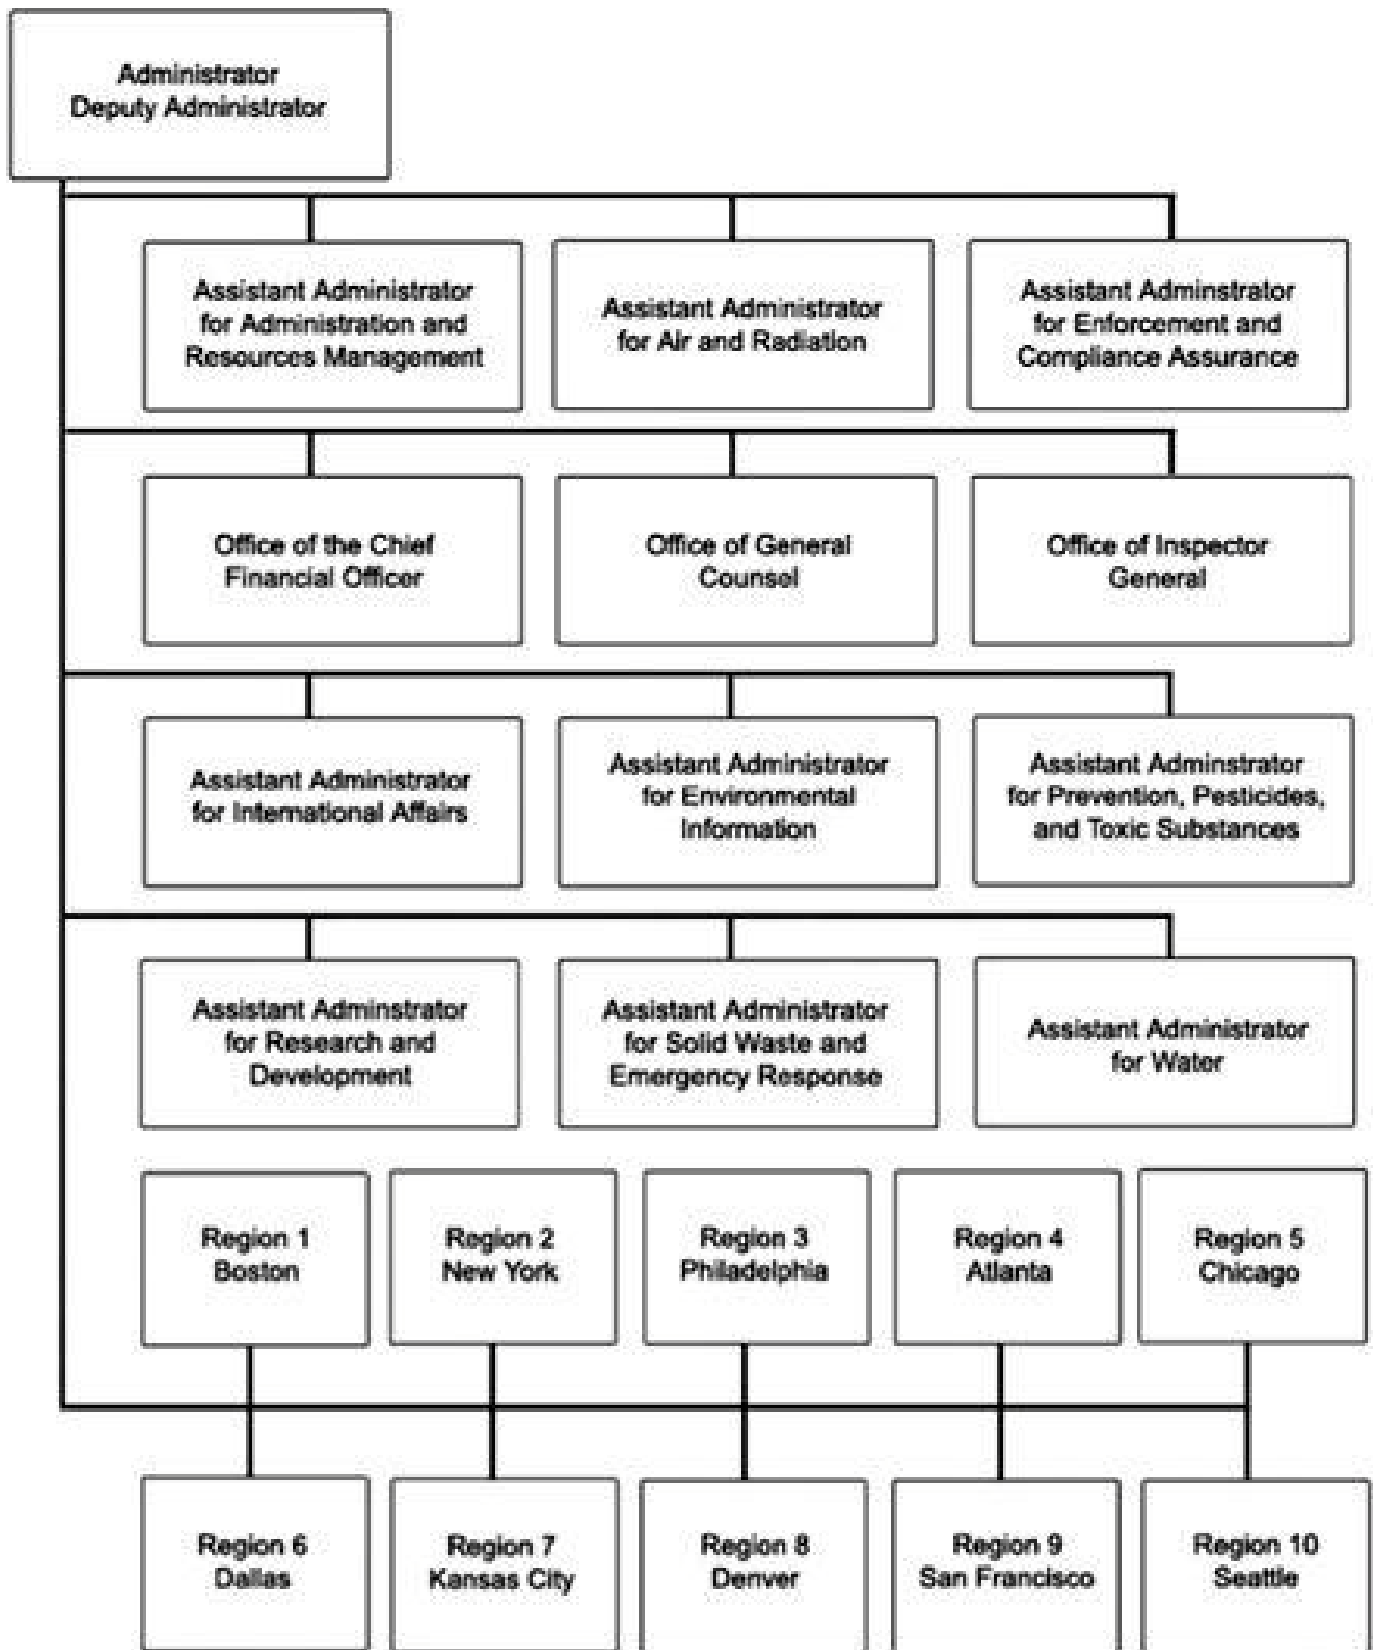 Administrator
Deputy Administrator
Assistant Administrator
for Administration and
Resources Management
Assistant Administrator
for Air and Radiation
Assistant Adminstrator
for Enforcement and
Compliance Assurance
Office of the Chief
Financial Officer
Office of General
Counsel
Office of Inspector
General
Assistant Administrator
for International Affairs
Assistant Administrator
for Environmental
Information
Assistant Adminstrator
for Prevention, Pesticides,
and Toxic Substances
Assistant Adminstrator
for Research and
Development
Assistant Administrator
for Solid Waste and
Emergency Response
Assistant Administrator
for Water
Region 1
Boston
Region 2
New York
Region 3
Philadelphia
Region 4
Atlanta
Region 5
Chicago
Region 6
Dallas
Region 7
Kansas City
Region 8
Denver
Region 9
San Francisco
Region 10
Seattle